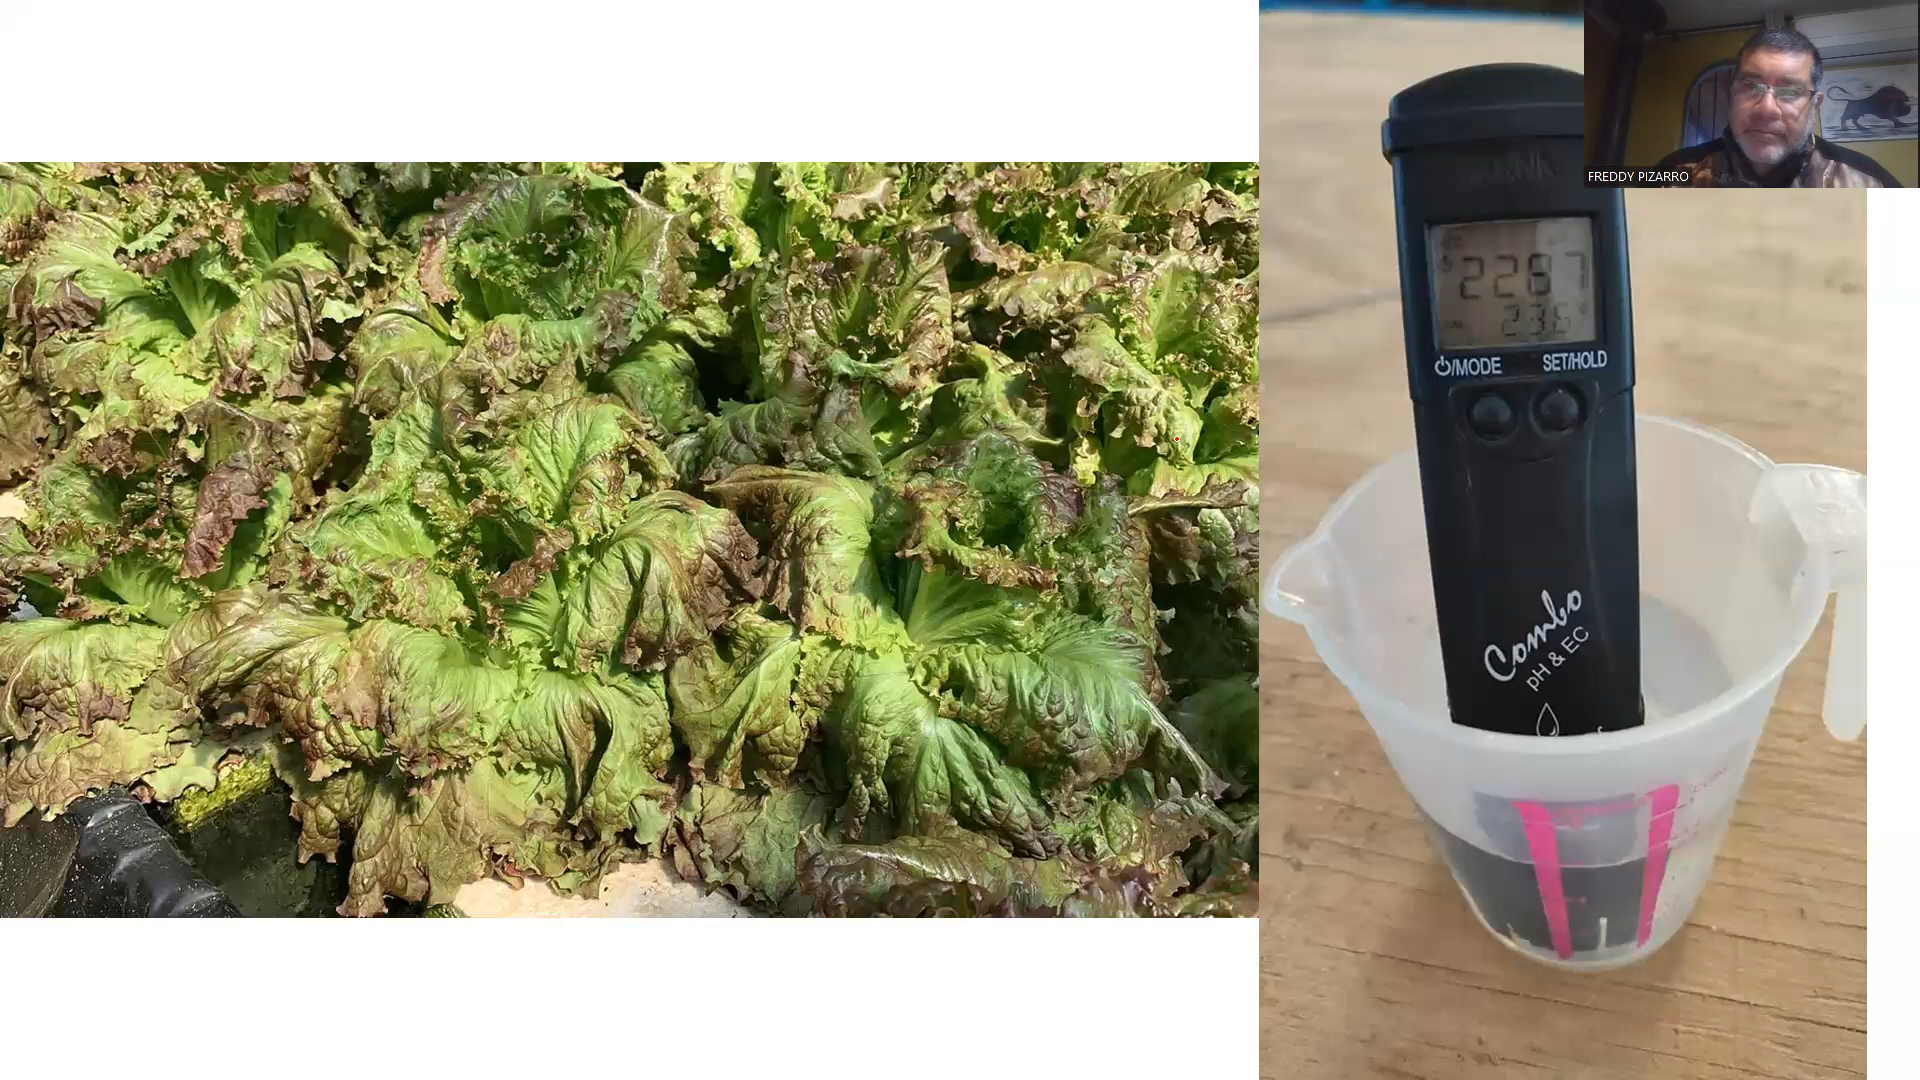 FREDDY PIZARRO
2287
23.6
⏻/MODE SET/HOLD
Combo
pH & EC